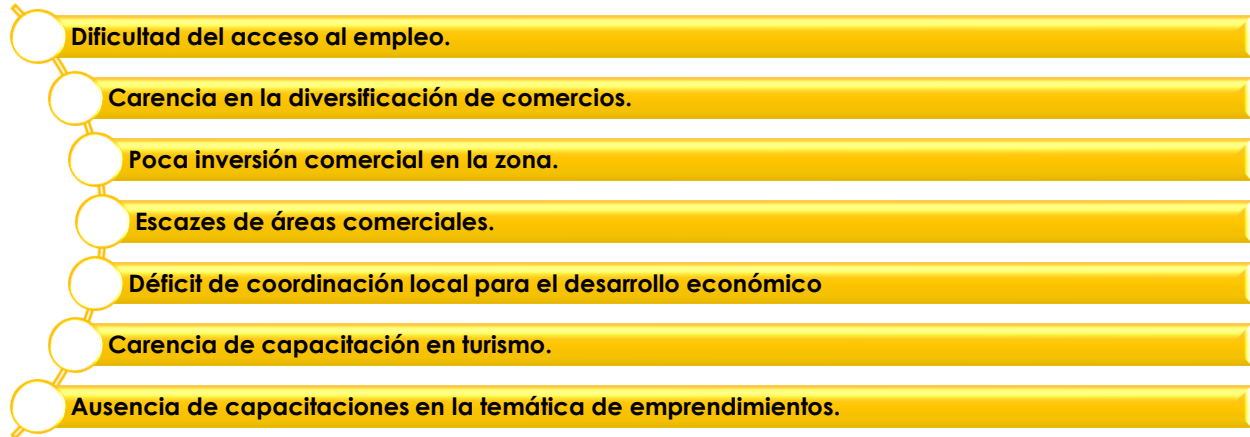 Dificultad del acceso al empleo.
Carencia en la diversificación de comercios.
Poca inversión comercial en la zona.
Escazes de áreas comerciales.
Déficit de coordinación local para el desarrollo económico
Carencia de capacitación en turismo.
Ausencia de capacitaciones en la temática de emprendimientos.